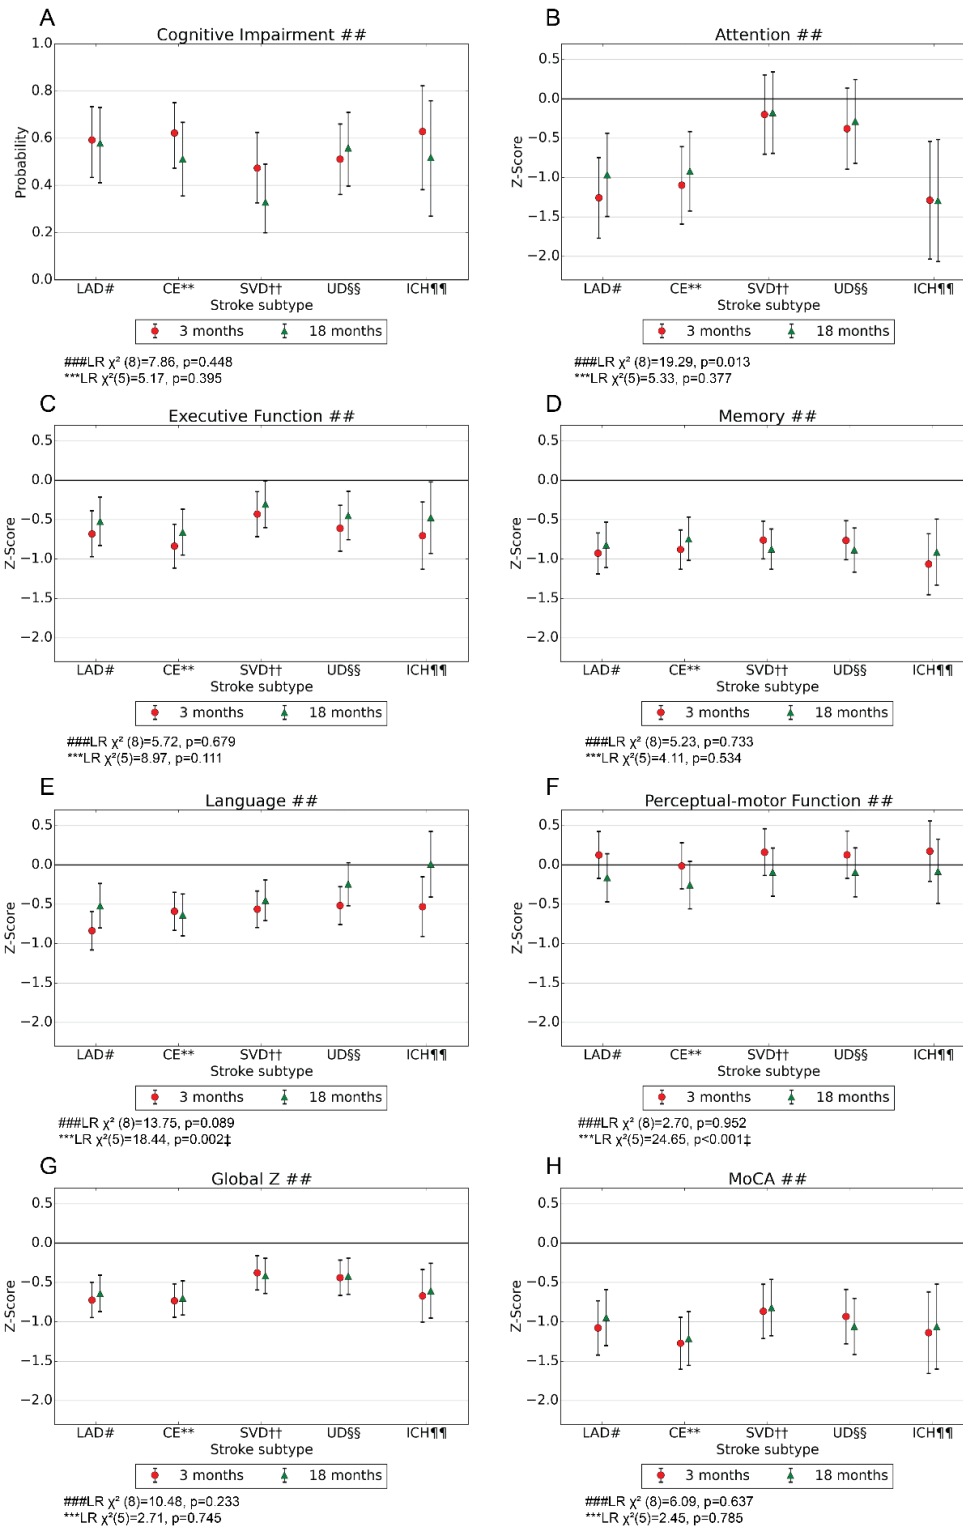 A
Cognitive Impairment ##
1.0
0.8
0.6
0.4
0.2
0.0
Probability
LAD# CE** SVD†† UD§§ ICH¶¶
Stroke subtype
3 months 18 months
###LR χ² (8)=7.86, p=0.448
***LR χ²(5)=5.17, p=0.395
B
Attention ##
0.5
0.0
−0.5
−1.0
−1.5
−2.0
Z-Score
LAD# CE** SVD†† UD§§ ICH¶¶
Stroke subtype
3 months 18 months
###LR χ² (8)=19.29, p=0.013
***LR χ²(5)=5.33, p=0.377
C
Executive Function ##
0.5
0.0
−0.5
−1.0
−1.5
−2.0
Z-Score
LAD# CE** SVD†† UD§§ ICH¶¶
Stroke subtype
3 months 18 months
###LR χ² (8)=5.72, p=0.679
***LR χ²(5)=8.97, p=0.111
D
Memory ##
0.5
0.0
−0.5
−1.0
−1.5
−2.0
Z-Score
LAD# CE** SVD†† UD§§ ICH¶¶
Stroke subtype
3 months 18 months
###LR χ² (8)=5.23, p=0.733
***LR χ²(5)=4.11, p=0.534
E
Language ##
0.5
0.0
−0.5
−1.0
−1.5
−2.0
Z-Score
LAD# CE** SVD†† UD§§ ICH¶¶
Stroke subtype
3 months 18 months
###LR χ² (8)=13.75, p=0.089
***LR χ²(5)=18.44, p=0.002‡
F
Perceptual-motor Function ##
0.5
0.0
−0.5
−1.0
−1.5
−2.0
Z-Score
LAD# CE** SVD†† UD§§ ICH¶¶
Stroke subtype
3 months 18 months
###LR χ² (8)=2.70, p=0.952
***LR χ²(5)=24.65, p<0.001‡
G
Global Z ##
0.5
0.0
−0.5
−1.0
−1.5
−2.0
Z-Score
LAD# CE** SVD†† UD§§ ICH¶¶
Stroke subtype
3 months 18 months
###LR χ² (8)=10.48, p=0.233
***LR χ²(5)=2.71, p=0.745
H
MoCA ##
0.5
0.0
−0.5
−1.0
−1.5
−2.0
Z-Score
LAD# CE** SVD†† UD§§ ICH¶¶
Stroke subtype
3 months 18 months
###LR χ² (8)=6.09, p=0.637
***LR χ²(5)=2.45, p=0.785